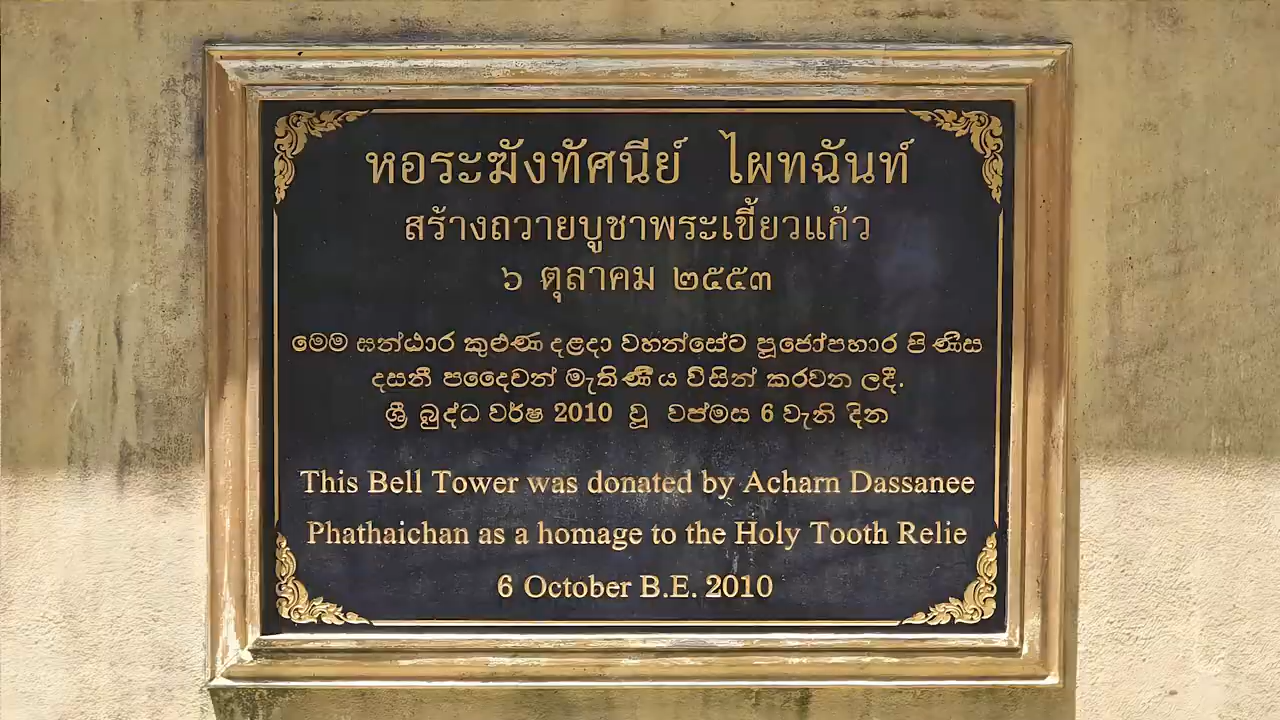 หอระฆังทัศนีย์ ไผทฉันท์
สร้างถวายบูชาพระเขี้ยวแก้ว
๖ ตุลาคม ๒๕๕๓
මෙම ඝන්ඨාර කුළුණ දළදා වහන්සේට පූජෝපහාර පිණිස
දසනී පදෛවන් මැතිණිය විසින් කරවන ලදී.
ශ්‍රී බුද්ධ වර්ෂ 2010 වූ වප්මස 6 වැනි දින
This Bell Tower was donated by Acharn Dassanee
Phathaichan as a homage to the Holy Tooth Relie
6 October B.E. 2010